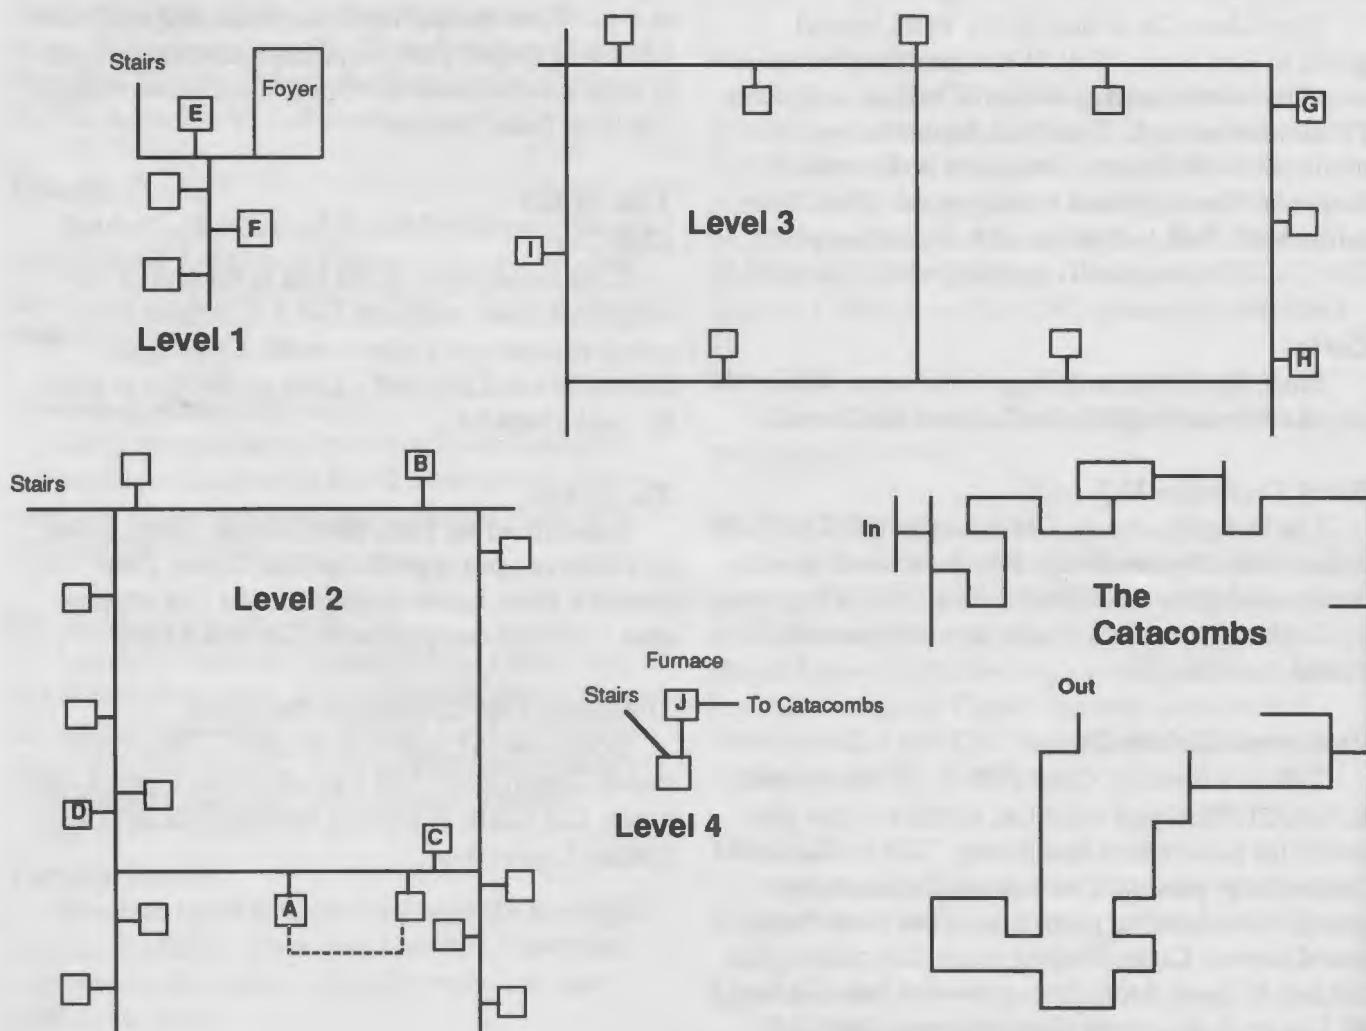 Stairs
Foyer
E
F
Level 1
G
Level 3
I
H
Stairs
B
Level 2
D
C
A
In
The
Catacombs
Furnace
Stairs
J
To Catacombs
Level 4
Out